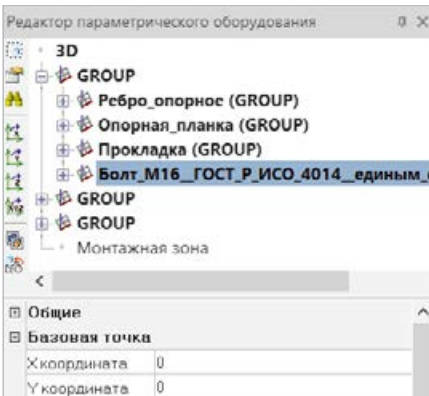 Редактор параметрического оборудования
3D
GROUP
Ребро_опорное (GROUP)
Опорная_планка (GROUP)
Прокладка (GROUP)
Болт_М16__ГОСТ_Р_ИСО_4014__единым_
GROUP
GROUP
Монтажная зона
Общие
Базовая точка
X координата 0
Y координата 0